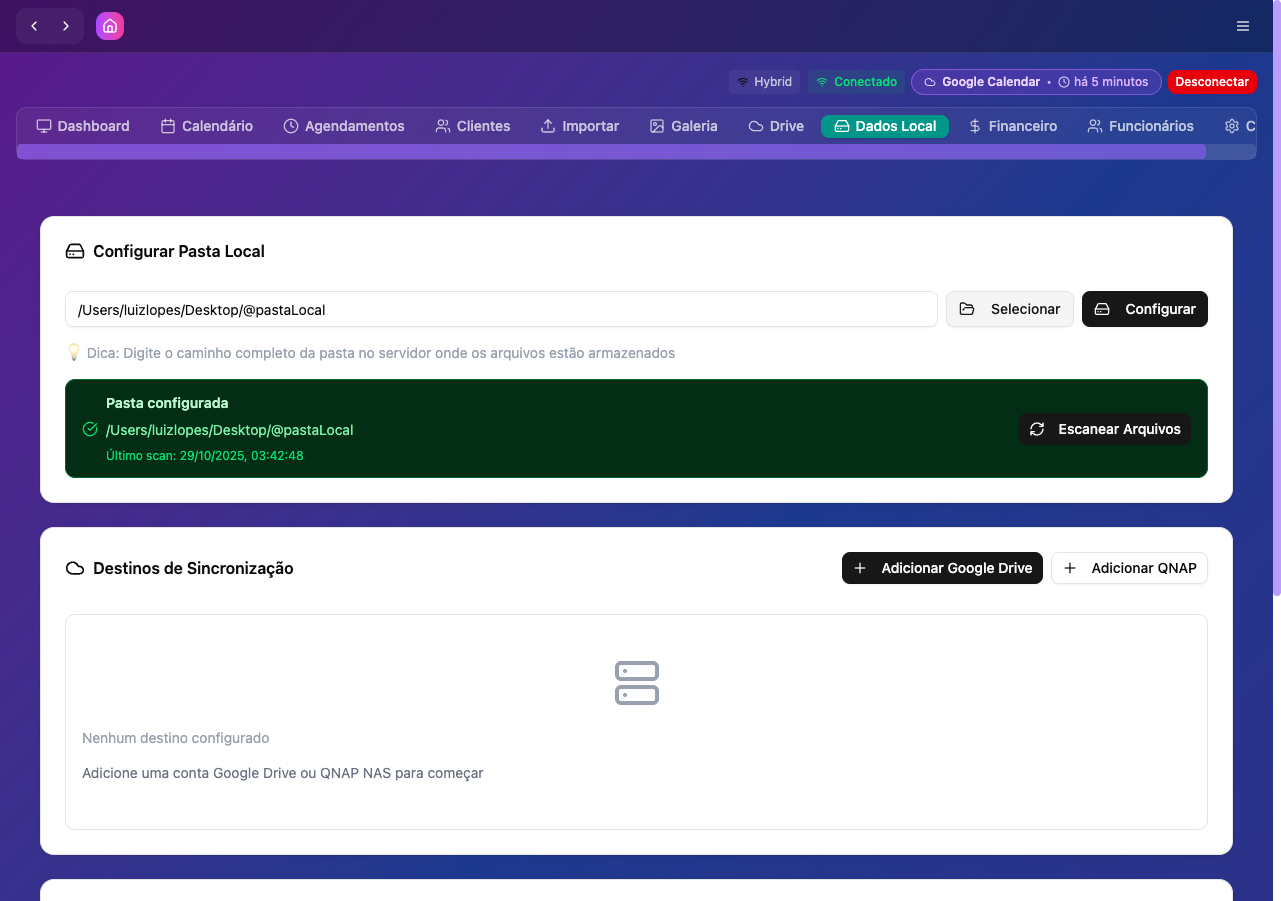 Hybrid
Conectado
Google Calendar • há 5 minutos
Desconectar
Dashboard
Calendário
Agendamentos
Clientes
Importar
Galeria
Drive
Dados Local
Financeiro
Funcionários
C
Configurar Pasta Local
/Users/luizlopes/Desktop/@pastaLocal
Selecionar
Configurar
Dica: Digite o caminho completo da pasta no servidor onde os arquivos estão armazenados
Pasta configurada
/Users/luizlopes/Desktop/@pastaLocal
Último scan: 29/10/2025, 03:42:48
Escanear Arquivos
Destinos de Sincronização
Adicionar Google Drive
Adicionar QNAP
Nenhum destino configurado
Adicione uma conta Google Drive ou QNAP NAS para começar